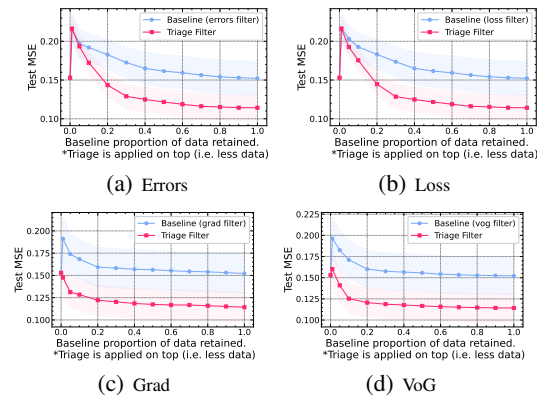 Baseline (errors filter)
Triage Filter
Test MSE
0.20
0.15
0.10
0.0 0.2 0.4 0.6 0.8 1.0
Baseline proportion of data retained.
*Triage is applied on top (i.e. less data)
(a) Errors
Baseline (loss filter)
Triage Filter
Test MSE
0.20
0.15
0.10
0.0 0.2 0.4 0.6 0.8 1.0
Baseline proportion of data retained.
*Triage is applied on top (i.e. less data)
(b) Loss
Baseline (grad filter)
Triage Filter
Test MSE
0.200
0.175
0.150
0.125
0.100
0.0 0.2 0.4 0.6 0.8 1.0
Baseline proportion of data retained.
*Triage is applied on top (i.e. less data)
(c) Grad
Baseline (vog filter)
Triage Filter
Test MSE
0.225
0.200
0.175
0.150
0.125
0.100
0.0 0.2 0.4 0.6 0.8 1.0
Baseline proportion of data retained.
*Triage is applied on top (i.e. less data)
(d) VoG